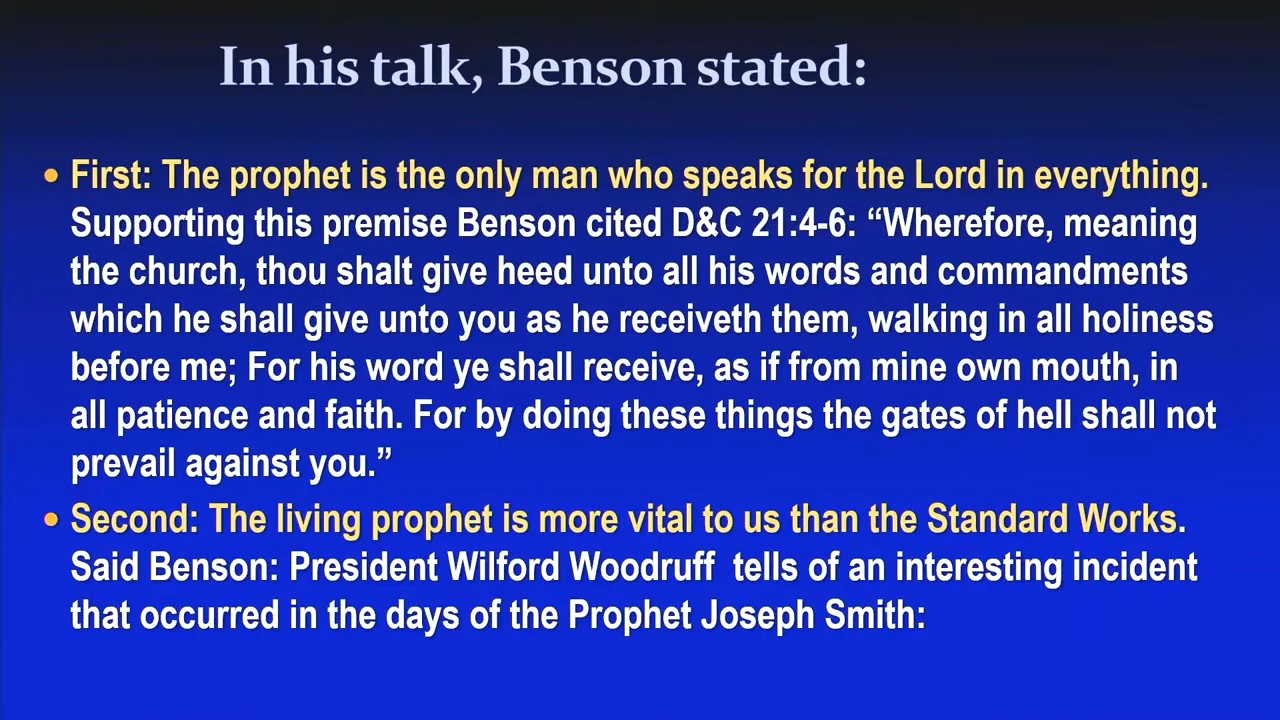 In his talk, Benson stated:
• First: The prophet is the only man who speaks for the Lord in everything.
Supporting this premise Benson cited D&C 21:4-6: “Wherefore, meaning
the church, thou shalt give heed unto all his words and commandments
which he shall give unto you as he receiveth them, walking in all holiness
before me; For his word ye shall receive, as if from mine own mouth, in
all patience and faith. For by doing these things the gates of hell shall not
prevail against you.”
• Second: The living prophet is more vital to us than the Standard Works.
Said Benson: President Wilford Woodruff  tells of an interesting incident
that occurred in the days of the Prophet Joseph Smith: